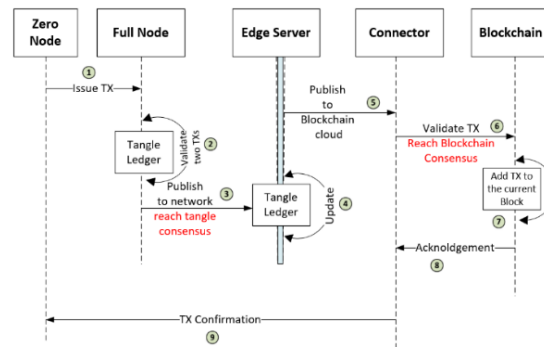 Zero
Node
Full Node
Edge Server
Connector
Blockchain
1
Issue TX
Validate
two TXs
2
Tangle
Ledger
Publish
to network
3
reach tangle
consensus
Publish
to
Blockchain
cloud
5
Tangle
Ledger
Update
4
Validate TX
6
Reach Blockchain
Consensus
Add TX to
the current
Block
7
Acknoldgement
8
TX Confirmation
9